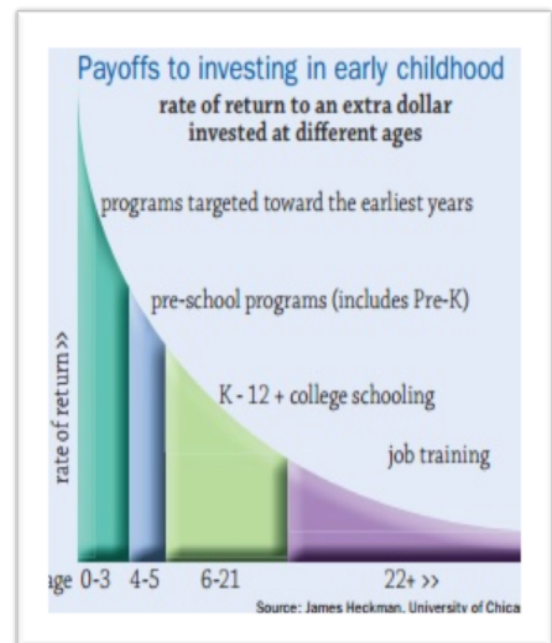 Payoffs to investing in early childhood
rate of return to an extra dollar
invested at different ages
programs targeted toward the earliest years
pre-school programs (includes Pre-K)
K - 12 + college schooling
job training
rate of return >>
age 0-3 4-5 6-21 22+ >>
Source: James Heckman, University of Chica